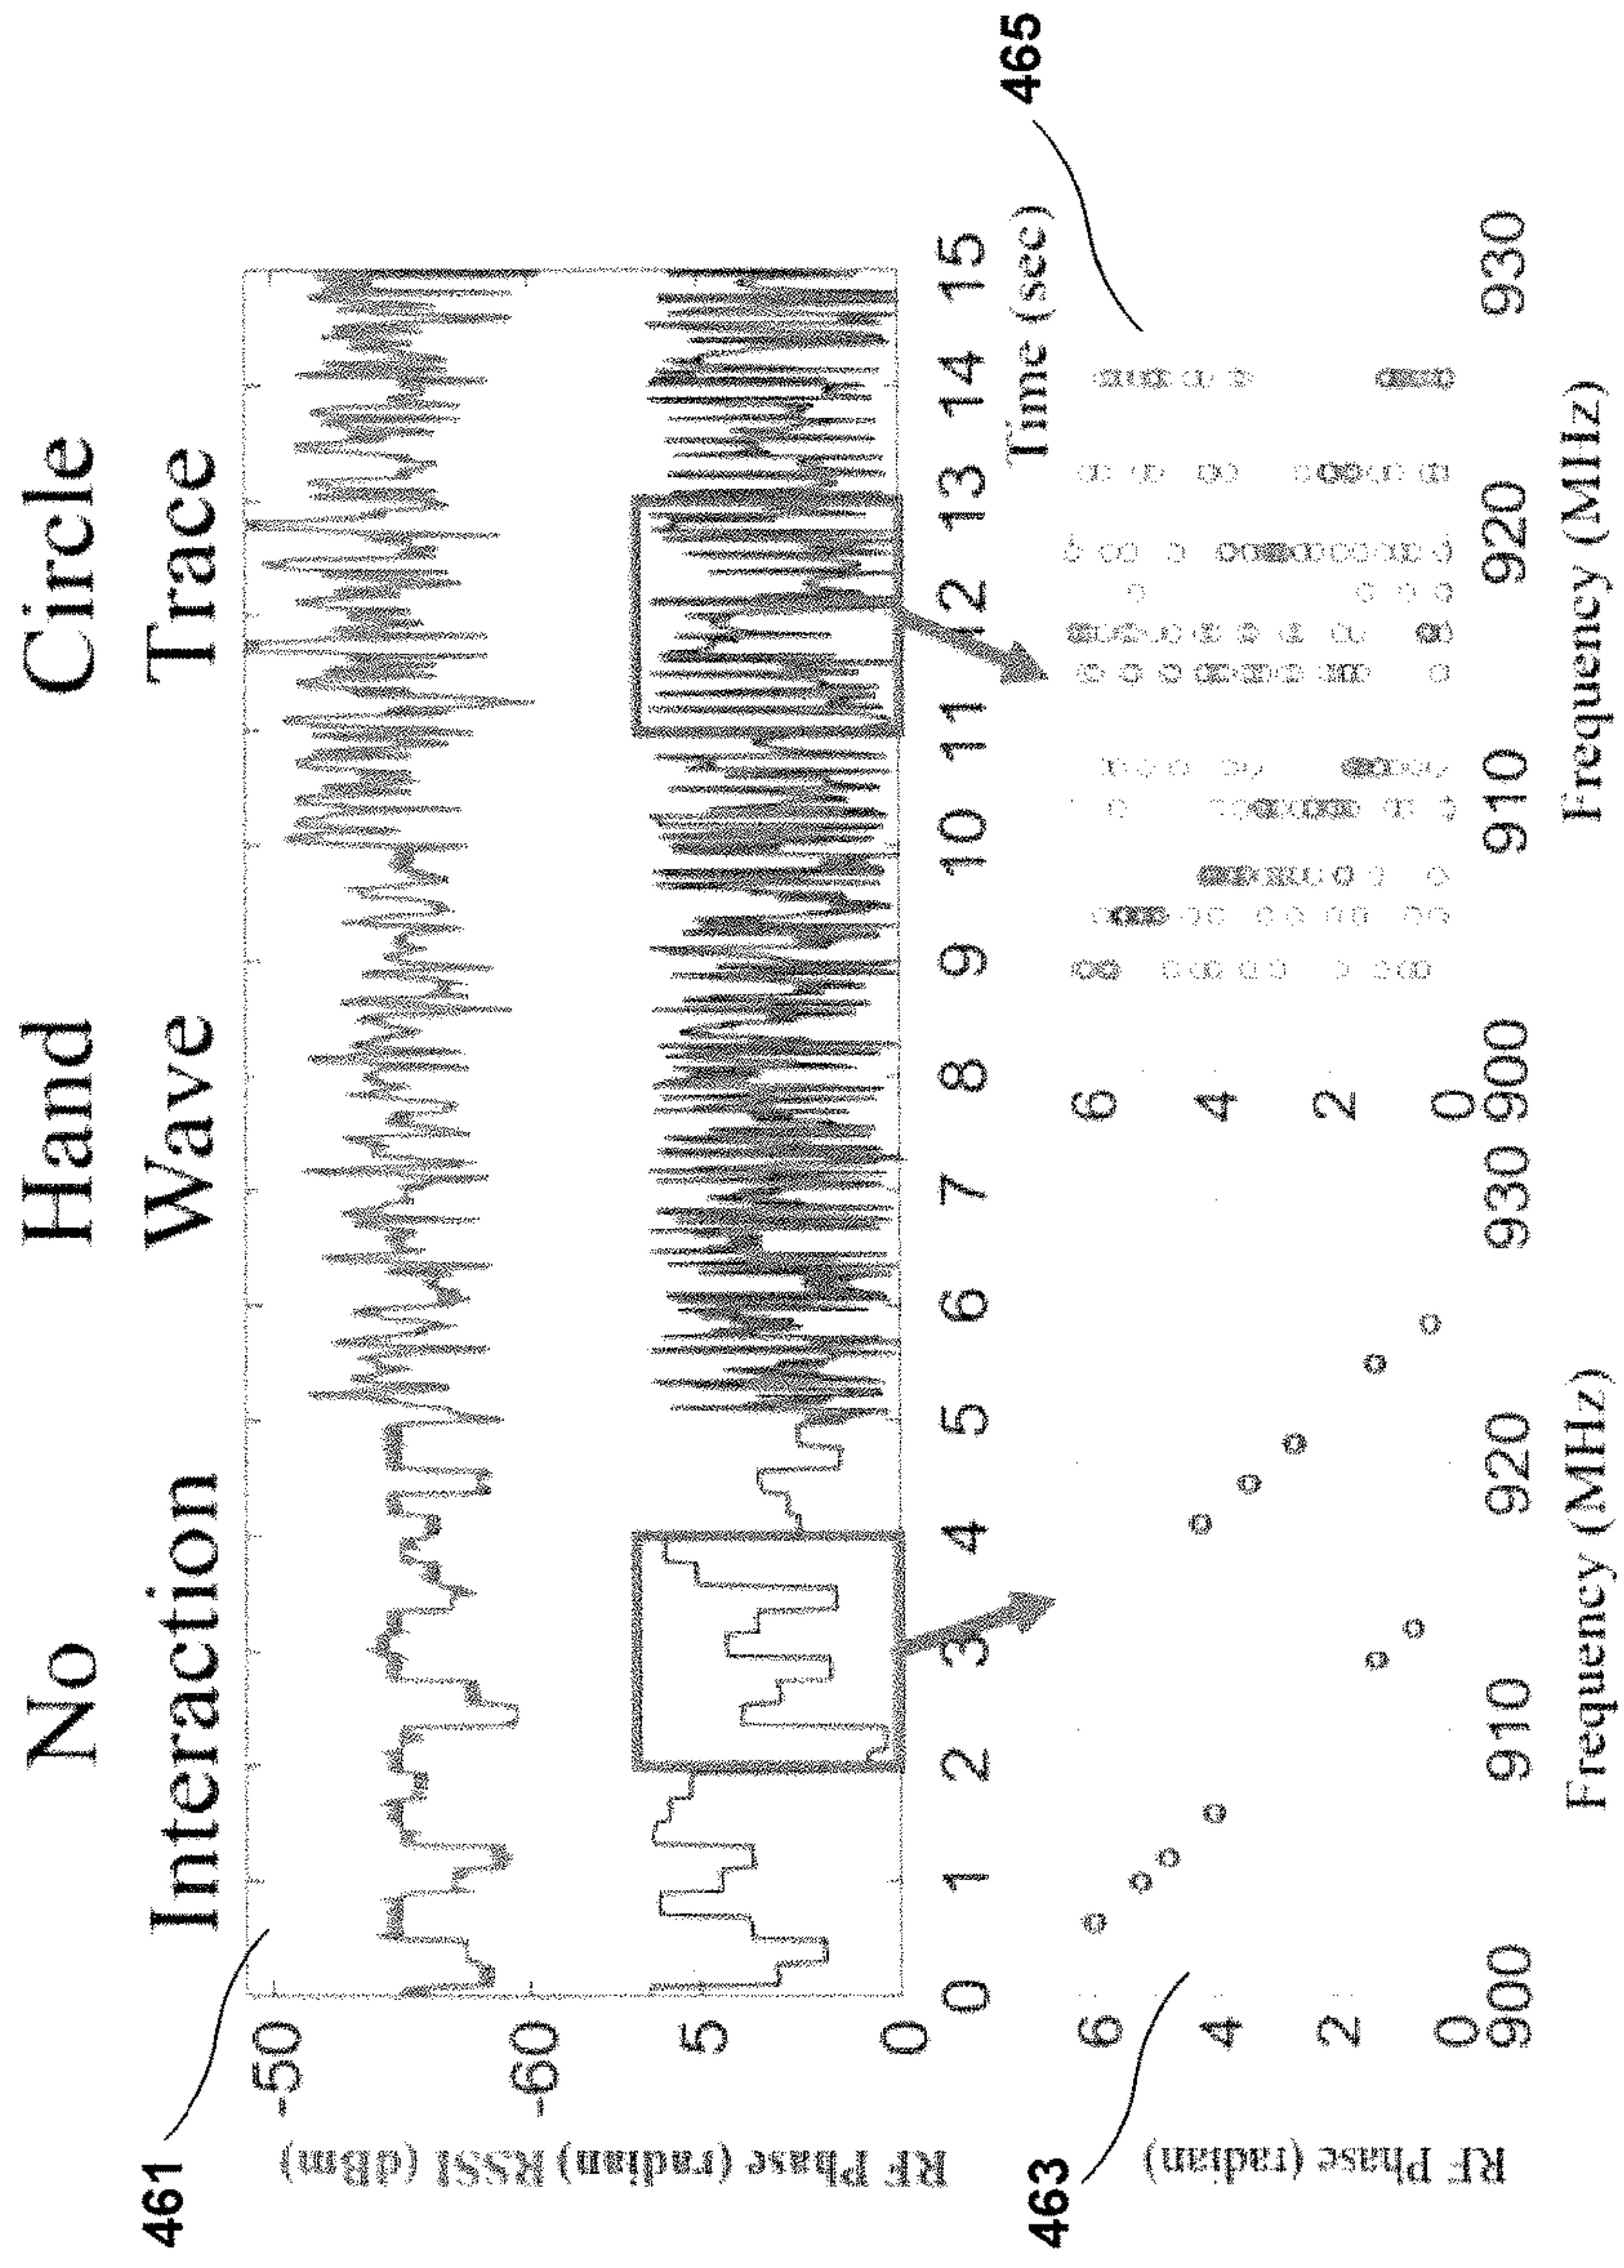 No Hand Circle
Interaction Wave Trace
461
-50
-60
5
0
RF Phase (radian) RSSI (dBm)
0 1 2 3 4 5 6 7 8 9 10 11 12 13 14 15
Time (sec)
463
465
RF Phase (radian)
6
4
2
0
900 910 920 930
Frequency (MHz)
6
4
2
0
900 910 920 930
Frequency (MHz)